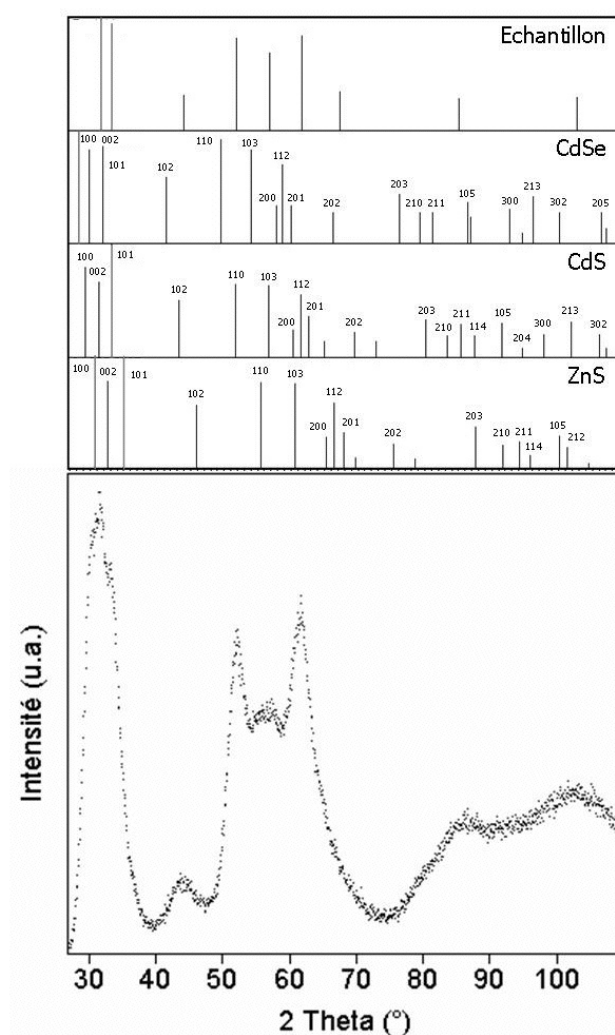 Echantillon
100 002 101 102 110 103 200 112 201 202 203 210 211 105 300 213 302 205
CdSe
100 002 101 102 110 103 200 112 201 202 203 210 211 114 105 204 300 213 302
CdS
100 002 101 102 110 103 200 112 201 202 203 210 211 114 105 212
ZnS
Intensité (u.a.)
30 40 50 60 70 80 90 100
2 Theta (°)